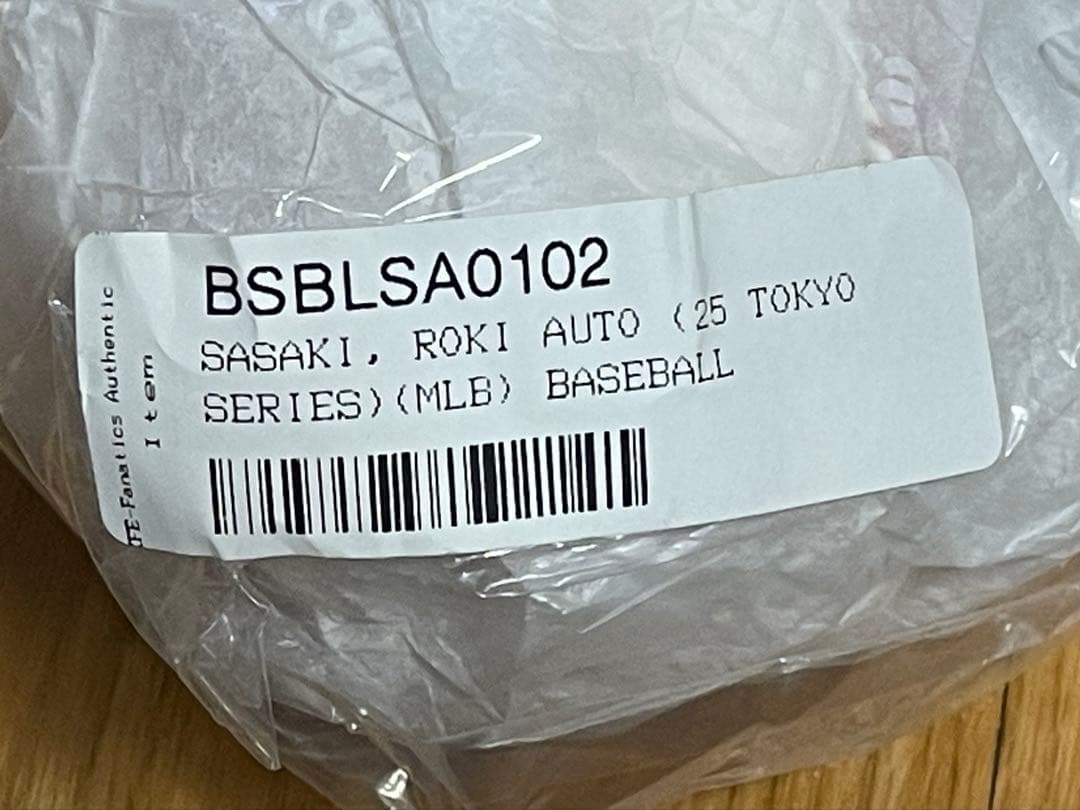 BSBLSA0102
SASAKI, ROKI AUTO (25 TOKYO
SERIES)(MLB) BASEBALL
FE-Fanatics Authentic
Item